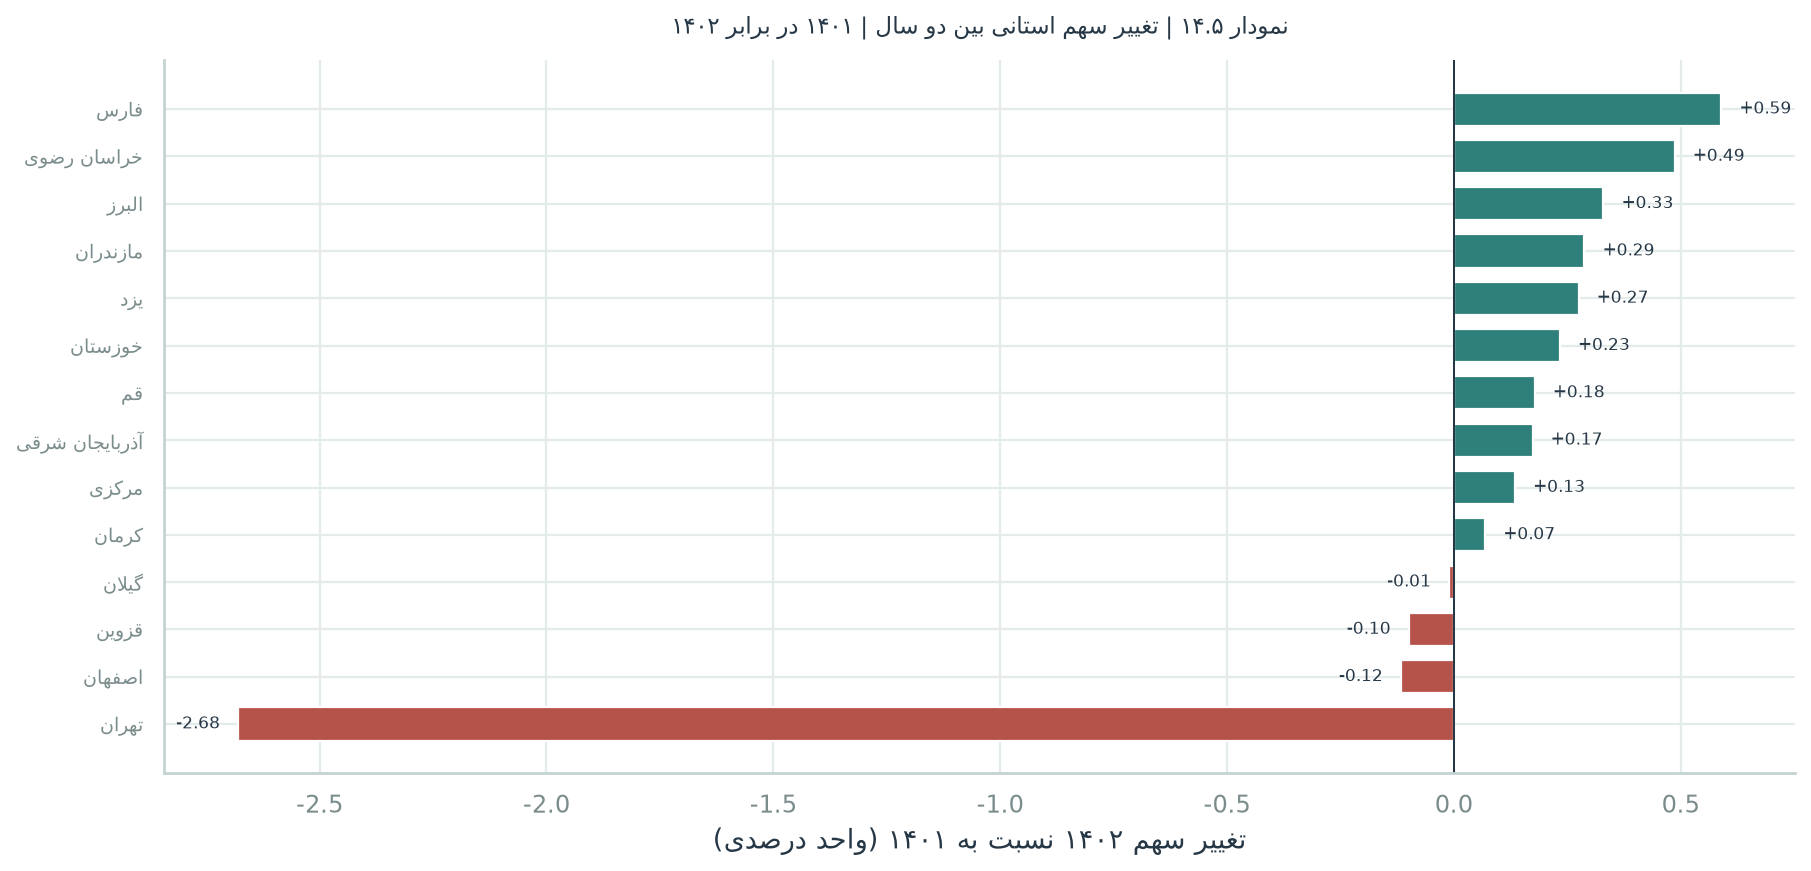 نمودار ۱۴.۵ | تغییر سهم استانی بین دو سال | ۱۴۰۱ در برابر ۱۴۰۲
فارس +0.59
خراسان رضوی +0.49
البرز +0.33
مازندران +0.29
یزد +0.27
خوزستان +0.23
قم +0.18
آذربایجان شرقی +0.17
مرکزی +0.13
کرمان +0.07
گیلان -0.01
قزوین -0.10
اصفهان -0.12
تهران -2.68
-2.5 -2.0 -1.5 -1.0 -0.5 0.0 0.5
تغییر سهم ۱۴۰۲ نسبت به ۱۴۰۱ (واحد درصدی)